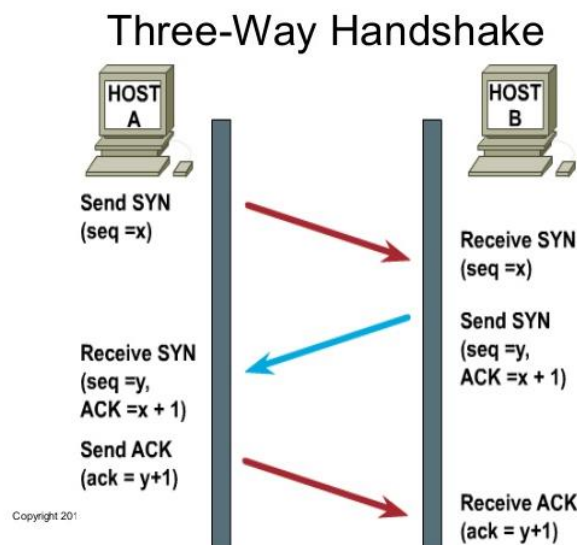 Three-Way Handshake
HOST
A
HOST
B
Send SYN
(seq =x)
Receive SYN
(seq =x)
Send SYN
(seq =y,
ACK =x + 1)
Receive SYN
(seq =y,
ACK =x + 1)
Send ACK
(ack = y+1)
Receive ACK
(ack = y+1)
Copyright